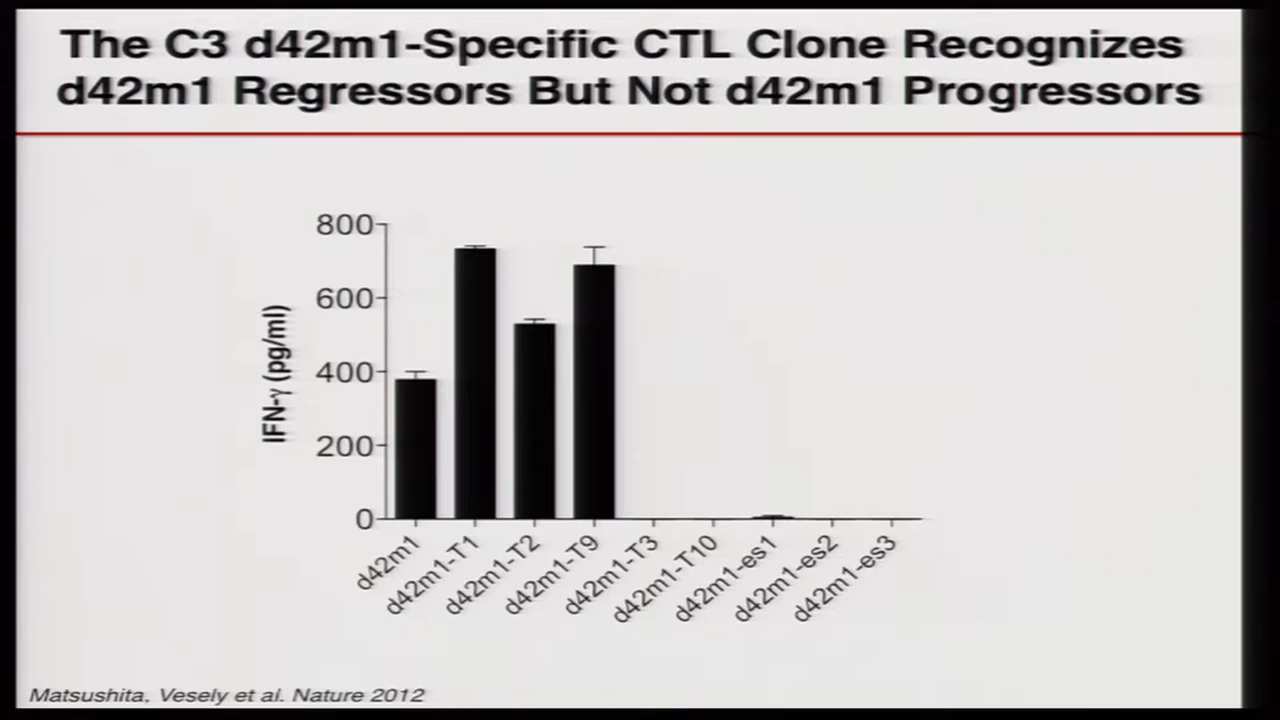 The C3 d42m1-Specific CTL Clone Recognizes
d42m1 Regressors But Not d42m1 Progressors
800
600
400
200
0
IFN-γ (pg/ml)
d42m1
d42m1-T1
d42m1-T2
d42m1-T9
d42m1-T3
d42m1-T10
d42m1-es1
d42m1-es2
d42m1-es3
Matsushita, Vesely et al. Nature 2012